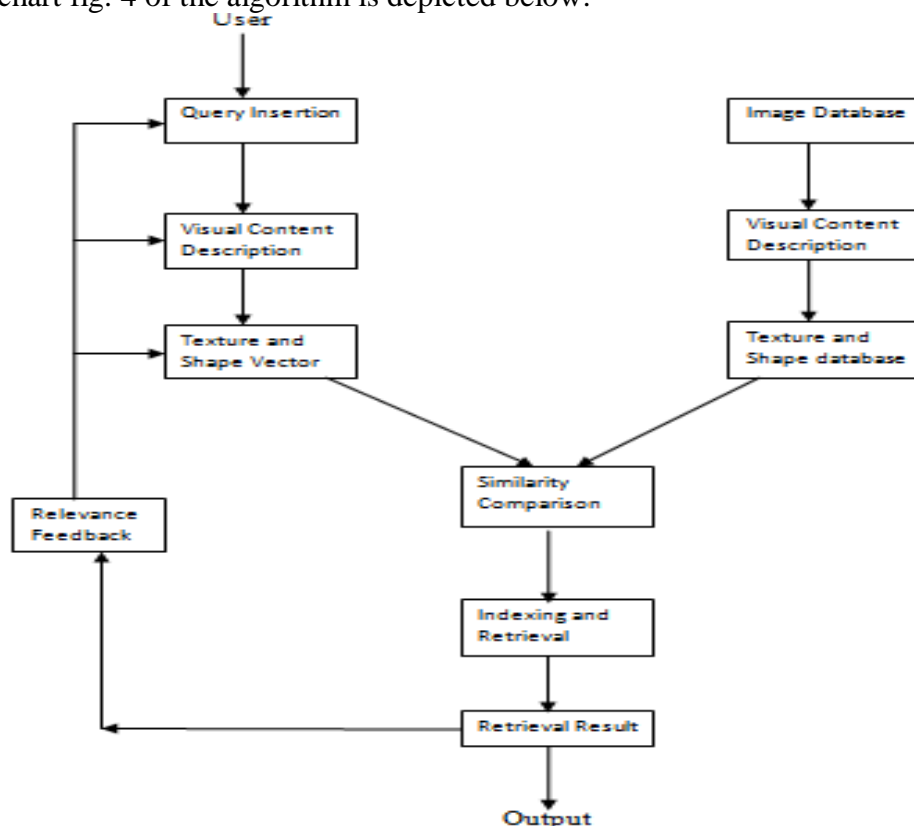 chart fig. 4 of the algorithm is depicted below.
User
Query Insertion
Image Database
Visual Content
Description
Visual Content
Description
Texture and
Shape Vector
Texture and
Shape database
Similarity
Comparison
Relevance
Feedback
Indexing and
Retrieval
Retrieval Result
Output